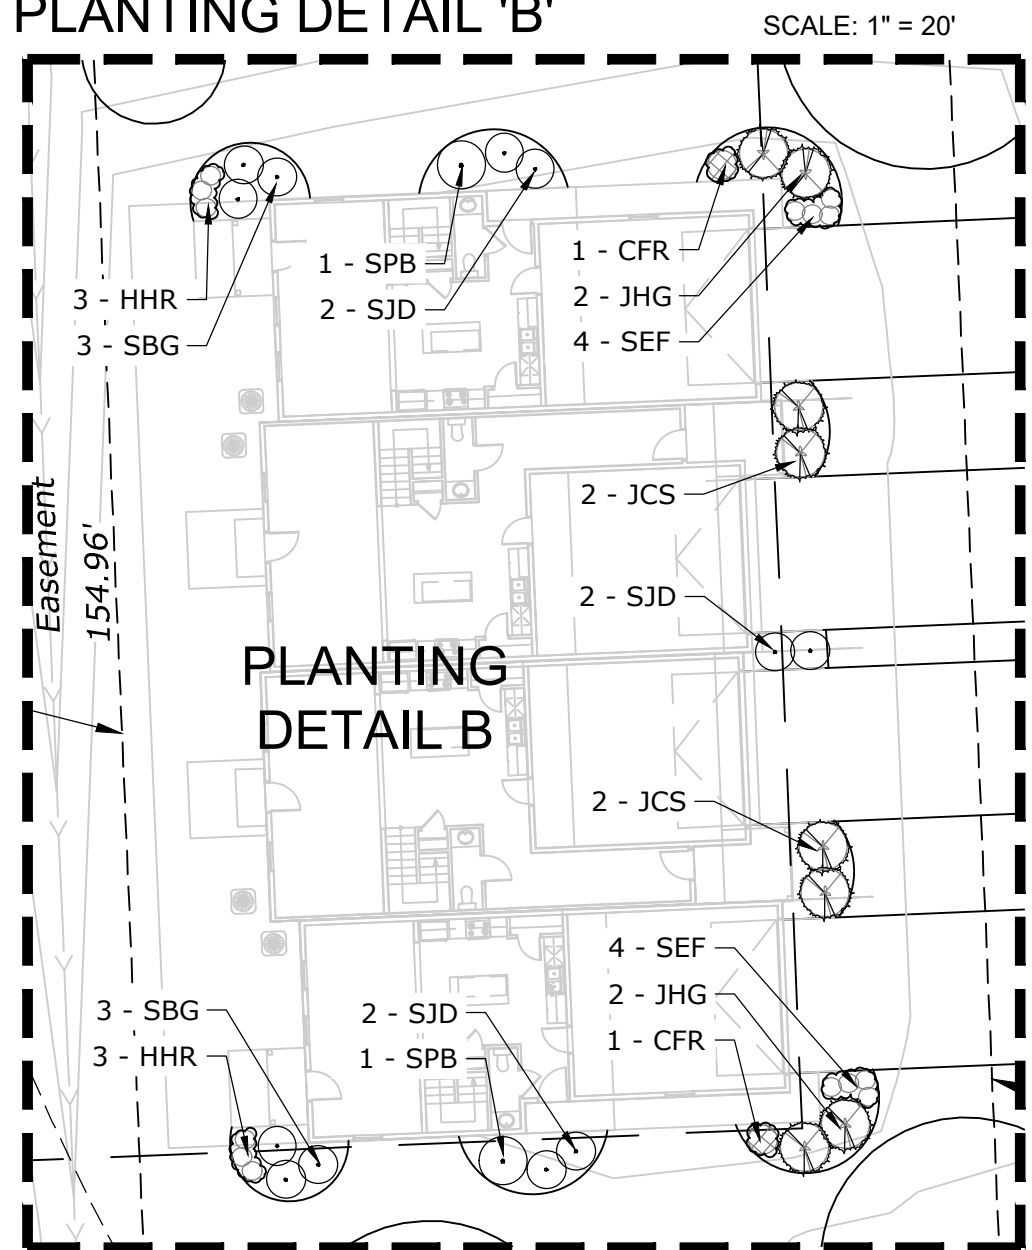 PLANTING DETAIL 'B'
SCALE: 1" = 20'
1 - SPB
2 - SJD
1 - CFR
2 - JHG
4 - SEF
3 - HHR
3 - SBG
2 - JCS
Easement
154.96'
2 - SJD
PLANTING
DETAIL B
2 - JCS
4 - SEF
2 - JHG
1 - CFR
3 - SBG
3 - HHR
2 - SJD
1 - SPB